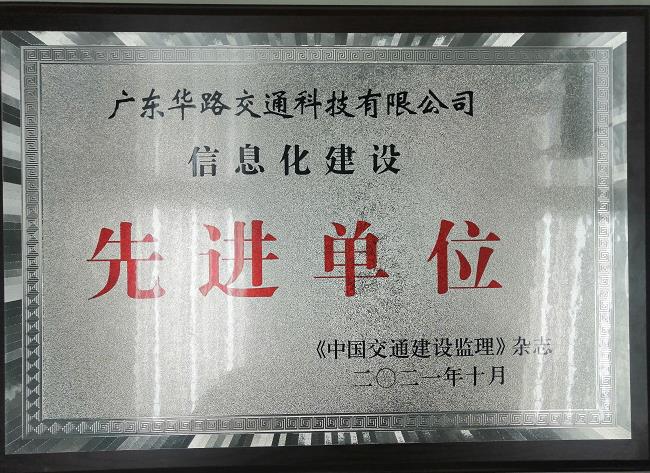 广东华路交通科技有限公司
信息化建设
先进单位
《中国交通建设监理》杂志
二〇二一年十月